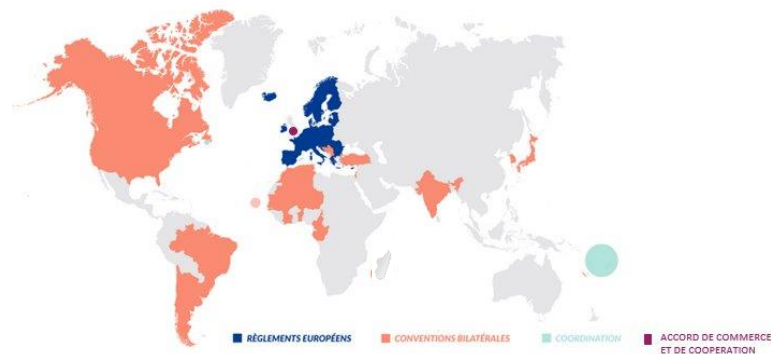 RÈGLEMENTS EUROPÉENS
CONVENTIONS BILATÉRALES
COORDINATION
ACCORD DE COMMERCE
ET DE COOPERATION